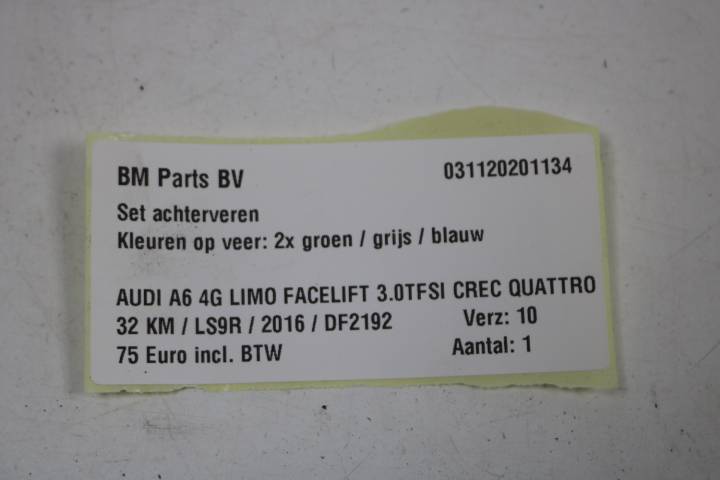 BM Parts BV 031120201134
Set achterveren
Kleuren op veer: 2x groen / grijs / blauw
AUDI A6 4G LIMO FACELIFT 3.0TFSI CREC QUATTRO
32 KM / LS9R / 2016 / DF2192 Verz: 10
75 Euro incl. BTW Aantal: 1